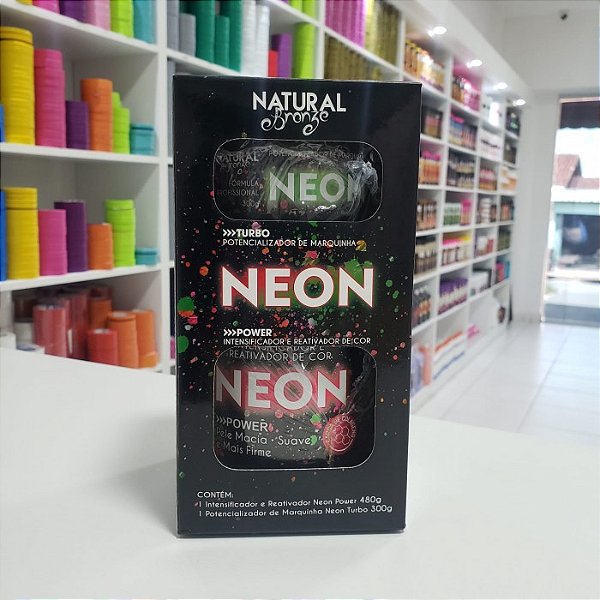 NATURAL
Bronze
NATURAL
FÓRMULA
PROFISSIONAL
300g
NEON
>>>TURBO
POTENCIALIZADOR DE MARQUINHA
NEON
>>>POWER
INTENSIFICADOR E REATIVADOR DE COR
REATIVADOR DE COR
NEON
>>>POWER
Pele Macia • Suave
e Mais Firme
CONTÉM:
1 Intensificador e Reativador Neon Power 480g
1 Potencializador de Marquinha Neon Turbo 300g